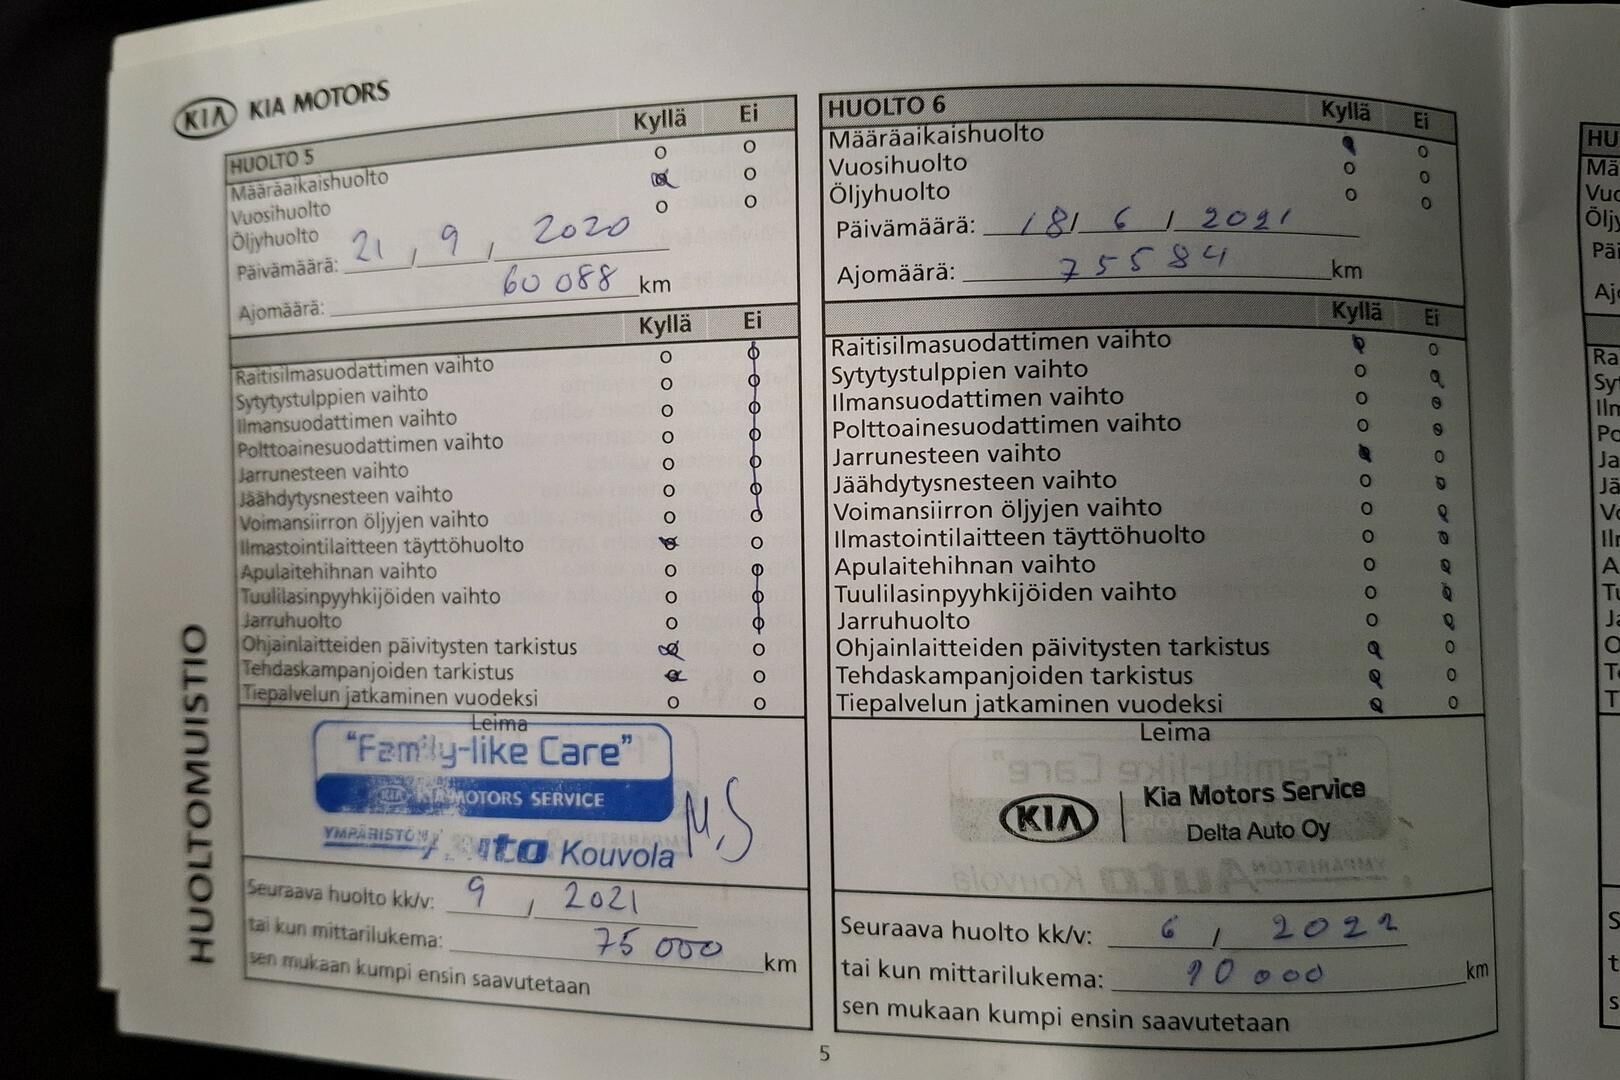 KIA KIA MOTORS
Kyllä Ei
HUOLTO 5
Määräaikaishuolto
Vuosihuolto
Öljyhuolto
Päivämäärä: 21, 9, 2020
Ajomäärä: 60 088 km
Kyllä Ei
Raitisilmasuodattimen vaihto
Sytytystulppien vaihto
Ilmansuodattimen vaihto
Polttoainesuodattimen vaihto
Jarrunesteen vaihto
Jäähdytysnesteen vaihto
Voimansiirron öljyjen vaihto
Ilmastointilaitteen täyttöhuolto
Apulaitehihnan vaihto
Tuulilasinpyyhkijöiden vaihto
Jarruhuolto
Ohjainlaitteiden päivitysten tarkistus
Tehdaskampanjoiden tarkistus
Tiepalvelun jatkaminen vuodeksi
Leima
"Family-like Care"
KIA KIA MOTORS SERVICE
YMPÄRISTÖN
Auto Kouvola
M.S
Seuraava huolto kk/v: 9, 2021
tai kun mittarilukema: 75 000 km
sen mukaan kumpi ensin saavutetaan
HUOLTOMUISTIO
HUOLTO 6 Kyllä Ei
Määräaikaishuolto
Vuosihuolto
Öljyhuolto
Päivämäärä: 18/ 6 / 2021
Ajomäärä: 75584 km
Kyllä Ei
Raitisilmasuodattimen vaihto
Sytytystulppien vaihto
Ilmansuodattimen vaihto
Polttoainesuodattimen vaihto
Jarrunesteen vaihto
Jäähdytysnesteen vaihto
Voimansiirron öljyjen vaihto
Ilmastointilaitteen täyttöhuolto
Apulaitehihnan vaihto
Tuulilasinpyyhkijöiden vaihto
Jarruhuolto
Ohjainlaitteiden päivitysten tarkistus
Tehdaskampanjoiden tarkistus
Tiepalvelun jatkaminen vuodeksi
Leima
KIA Kia Motors Service
Delta Auto Oy
Seuraava huolto kk/v: 6 / 2022
tai kun mittarilukema: 90 000 km
sen mukaan kumpi ensin saavutetaan
5